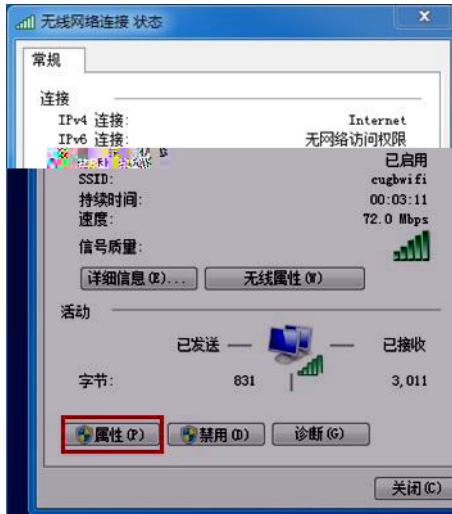 无线网络连接 状态
常规
连接
IPv4 连接: Internet
IPv6 连接: 无网络访问权限
已启用
SSID: cugbwifi
持续时间: 00:03:11
速度: 72.0 Mbps
信号质量:
详细信息(E)... 无线属性(W)
活动
已发送 — — 已接收
字节: 831 3,011
属性(P) 禁用(D) 诊断(G)
关闭(C)